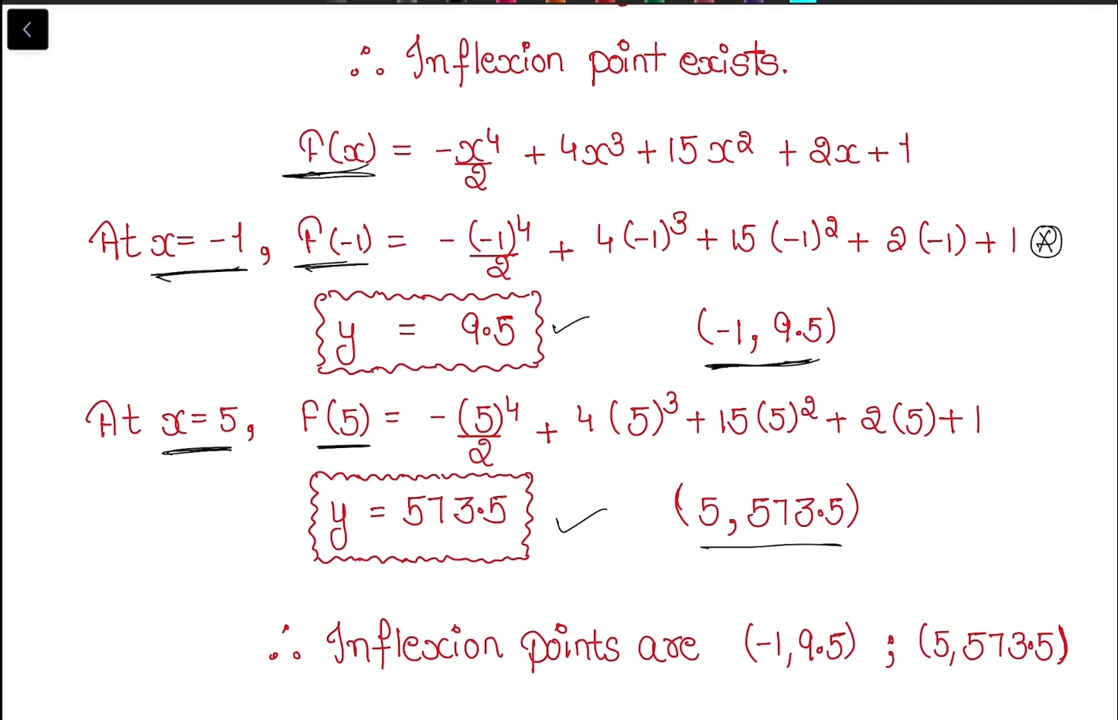 ∴ Inflexion point exists.
f(x) = -x⁴/2 + 4x³ + 15x² + 2x + 1
At x = -1, f(-1) = -(-1)⁴/2 + 4(-1)³ + 15(-1)² + 2(-1) + 1
y = 9.5 ✓ (-1, 9.5)
At x = 5, f(5) = -(5)⁴/2 + 4(5)³ + 15(5)² + 2(5) + 1
y = 573.5 ✓ (5, 573.5)
∴ Inflexion points are (-1, 9.5) ; (5, 573.5)